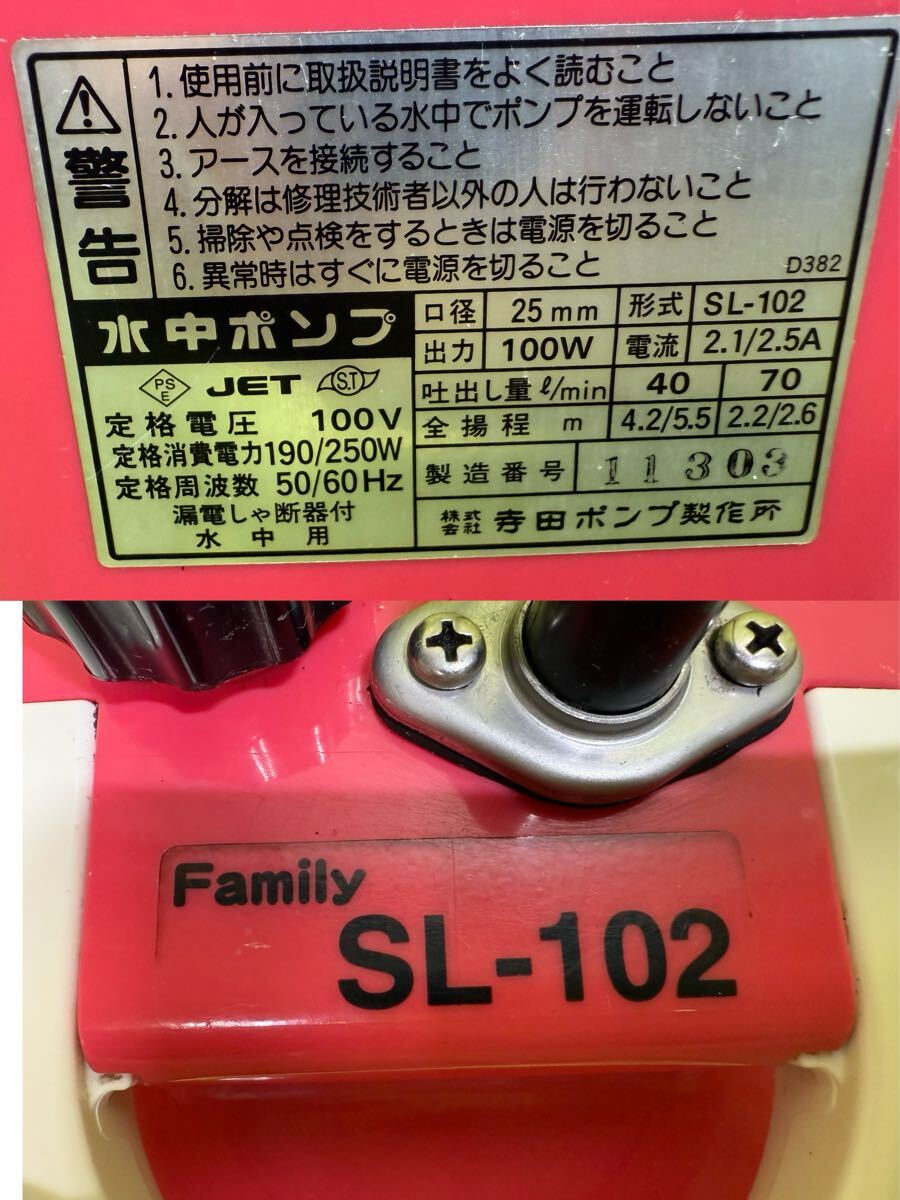 警告
1. 使用前に取扱説明書をよく読むこと
2. 人が入っている水中でポンプを運転しないこと
3. アースを接続すること
4. 分解は修理技術者以外の人は行わないこと
5. 掃除や点検をするときは電源を切ること
6. 異常時はすぐに電源を切ること
D382
水中ポンプ
PS E JET S.T
定格電圧 100V
定格消費電力 190/250W
定格周波数 50/60Hz
漏電しゃ断器付
水中用
口径 25mm 形式 SL-102
出力 100W 電流 2.1/2.5A
吐出し量 ℓ/min 40 70
全揚程 m 4.2/5.5 2.2/2.6
製造番号 11303
株式会社 寺田ポンプ製作所
Family
SL-102